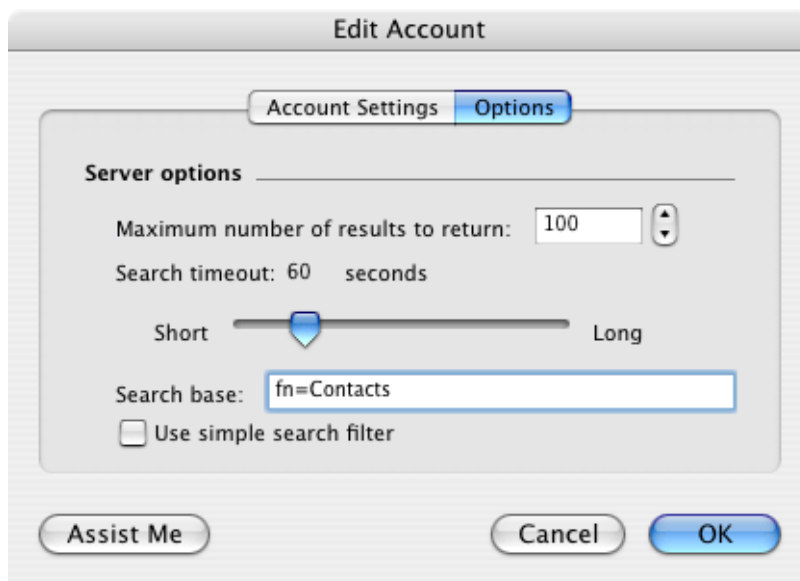 Edit Account
Account Settings Options
Server options
Maximum number of results to return: 100
Search timeout: 60 seconds
Short Long
Search base: fn=Contacts
Use simple search filter
Assist Me Cancel OK